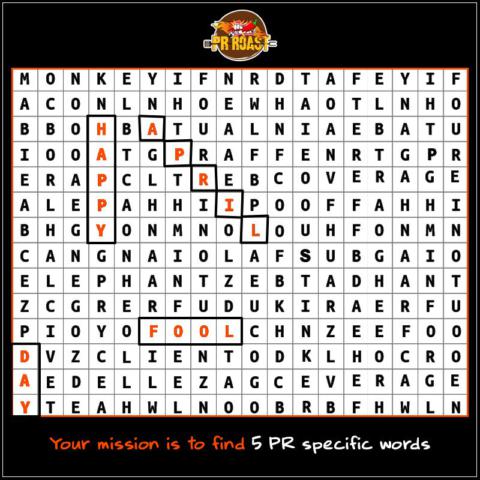 PR ROAST
M O N K E Y I F N R D T A F E Y I F
A C O N L N H O E W H A O T L N H O
B B O H B A T U A L N I A E B A T U
I O O A T G P R A F F E N R T G P R
E R A P C L T R E B C O V E R A G E
A L E P A H H I I P O O F F A H H I
B H G Y O N M N O L O U H F O N M N
C A N G N A I O L A F S U B G A I O
E L E P H A N T Z E B T A D H A N T
Z C G R E R F U D U K I R A E R F U
P I O Y O F O O L C H N Z E E F O O
D V Z C L I E N T O D K L H O C R O
A E D E L L E Z A G C E V E R A G E
Y T E A H W L N O O B R B F H W L N
Your mission is to find 5 PR specific words